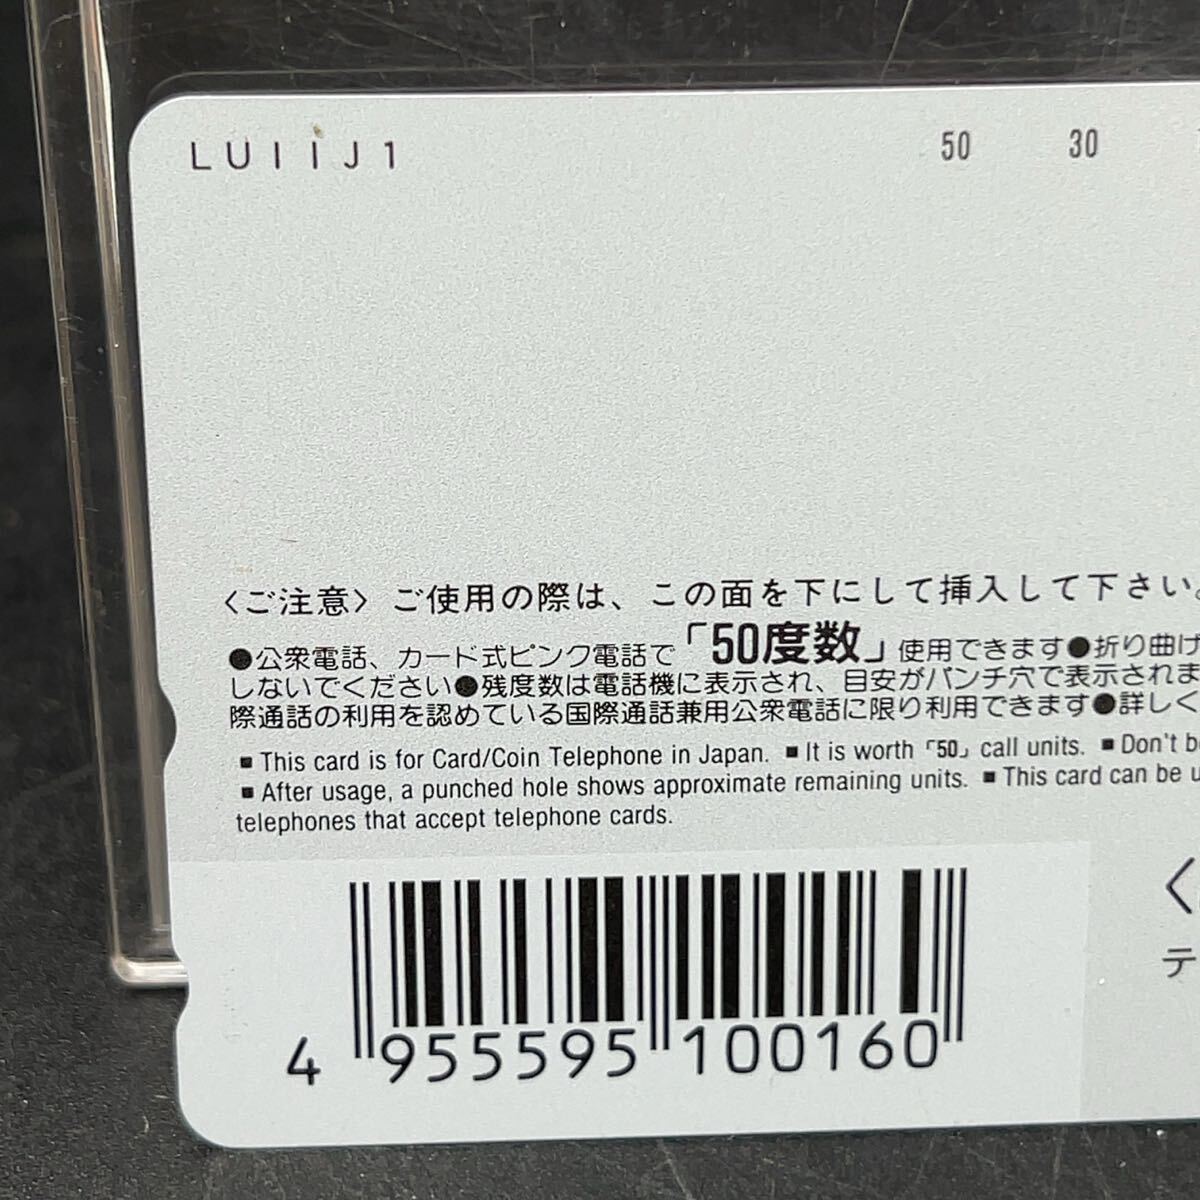 LUIIJ1 50 30
〈ご注意〉ご使用の際は、この面を下にして挿入して下さい。
●公衆電話、カード式ピンク電話で「50度数」使用できます●折り曲げ
しないでください●残度数は電話機に表示され、目安がパンチ穴で表示されま
際通話の利用を認めている国際通話兼用公衆電話に限り利用できます●詳しく
■ This card is for Card/Coin Telephone in Japan. ■ It is worth「50」call units. ■ Don't b
■ After usage, a punched hole shows approximate remaining units. ■ This card can be u
telephones that accept telephone cards.
〈
テ
4 955595 100160